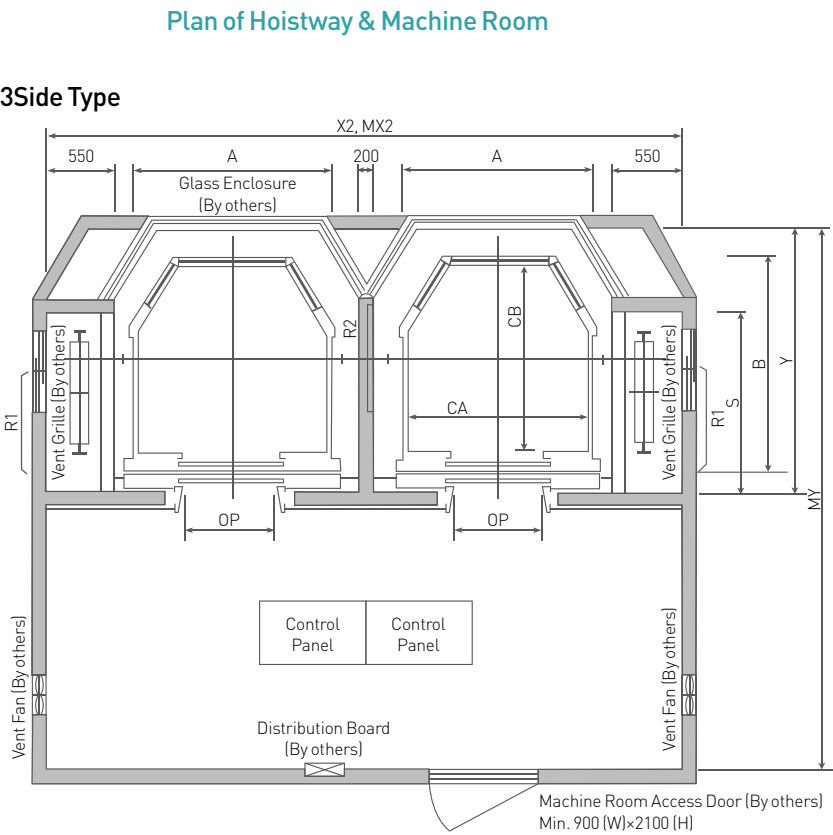 Plan of Hoistway & Machine Room
3Side Type
X2, MX2
550
A
200
A
550
Glass Enclosure
(By others)
R2
CB
CA
B
Y
S
MY
R1
Vent Grille (By others)
Vent Grille (By others)
R1
OP
OP
Control
Panel
Control
Panel
Vent Fan (By others)
Vent Fan (By others)
Distribution Board
(By others)
Machine Room Access Door (By others)
Min. 900 (W)×2100 (H)